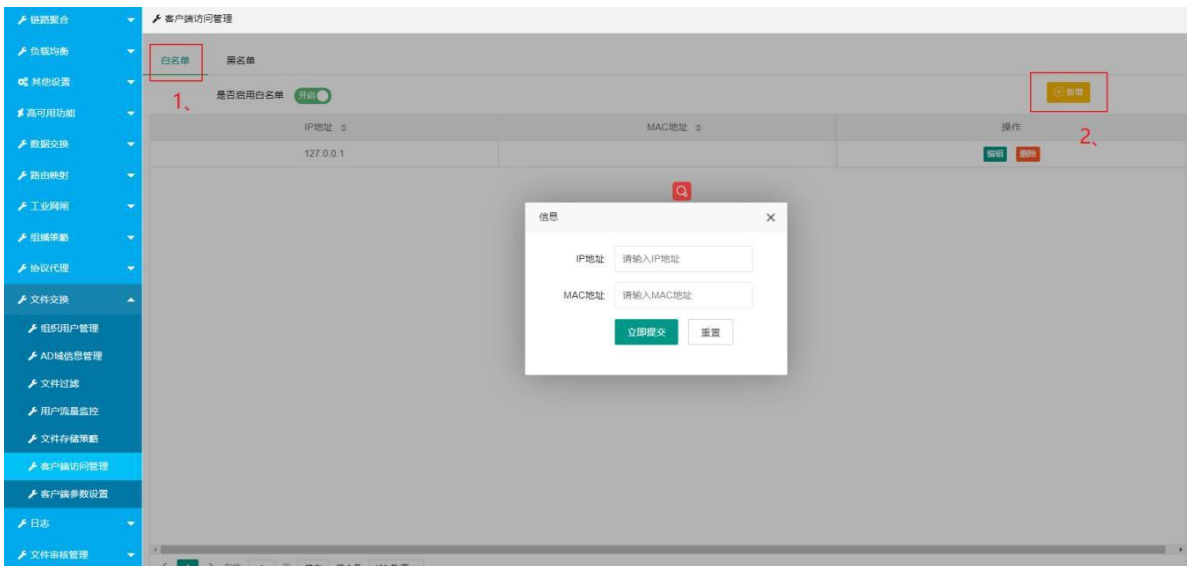 链路聚合
负载均衡
其他设置
高可用功能
数据交换
路由映射
工业网闸
组播策略
协议代理
文件交换
组织用户管理
AD域信息管理
文件过滤
用户流量监控
文件存储策略
客户端访问管理
客户端参数设置
日志
文件审核管理
客户端访问管理
白名单 黑名单
1、
是否启用白名单 开启
新增
2、
IP地址 MAC地址 操作
127.0.0.1 编辑 删除
信息
IP地址 请输入IP地址
MAC地址 请输入MAC地址
立即提交 重置